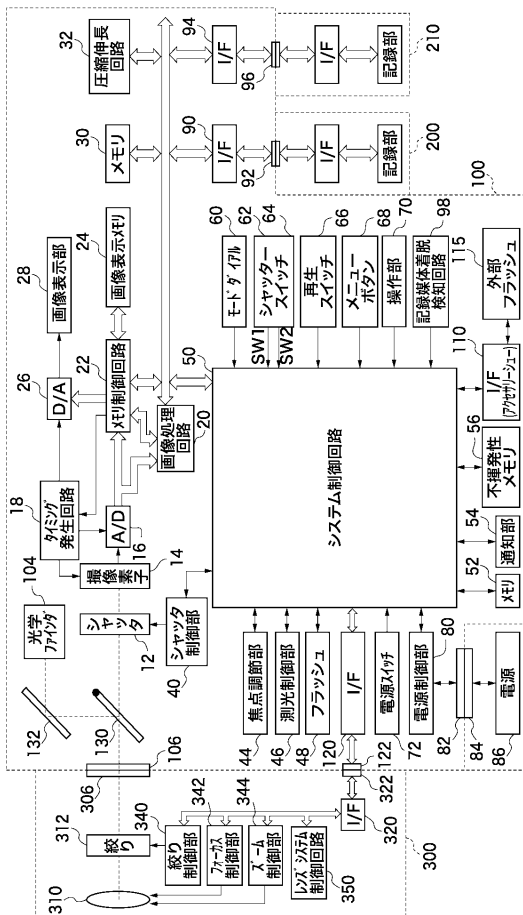 310
312
絞り
306
106
130
132
104
光学
ファインダ
シャッタ
12
撮像素子
14
タイミング
発生回路
18
A/D
16
D/A
26
画像表示部
28
メモリ制御回路
22
画像表示メモリ
24
画像処理
回路
20
メモリ
30
圧縮伸長
回路
32
I/F
90
92
I/F
記録部
200
I/F
94
96
I/F
記録部
210
340
絞り
制御部
342
フォーカス
制御部
344
ズーム
制御部
レンズシステム
制御回路
350
I/F
320
322
122
300
シャッタ
制御部
40
焦点調節部
44
測光制御部
46
フラッシュ
48
I/F
120
電源スイッチ
72
電源制御部
80
82
84
電源
86
システム制御回路
50
モードダイアル
60
SW1
SW2
シャッター
スイッチ
62
64
再生
スイッチ
66
メニュー
ボタン
68
操作部
70
記録媒体着脱
検知回路
98
メモリ
52
通知部
54
不揮発性
メモリ
56
I/F
(アクセサリーシュー)
110
外部
フラッシュ
115
100